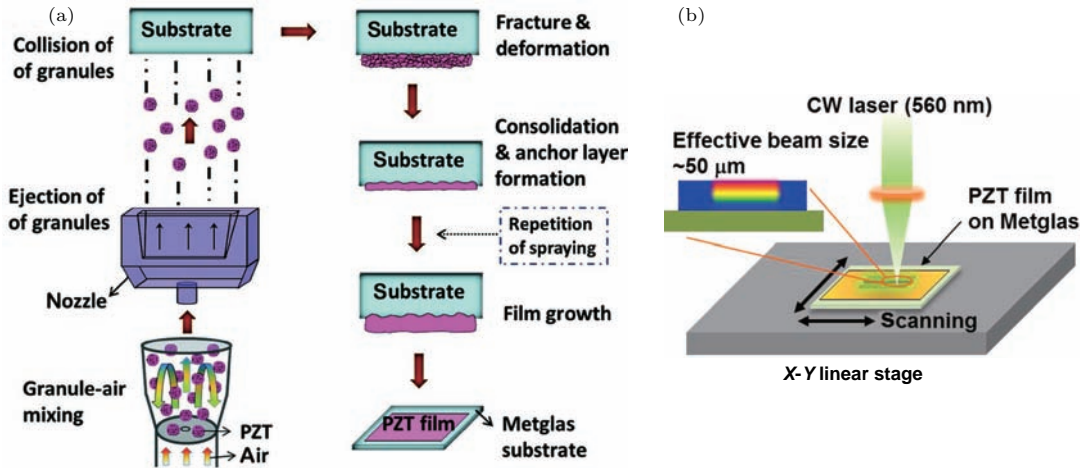 (a)
Substrate
Collision of
of granules
Ejection of
of granules
Nozzle
Granule-air
mixing
PZT
Air
Substrate
Fracture &
deformation
Substrate
Consolidation
& anchor layer
formation
Repetition
of spraying
Substrate
Film growth
PZT film
Metglas
substrate
(b)
CW laser (560 nm)
Effective beam size
~50 µm
PZT film
on Metglas
Scanning
X-Y linear stage